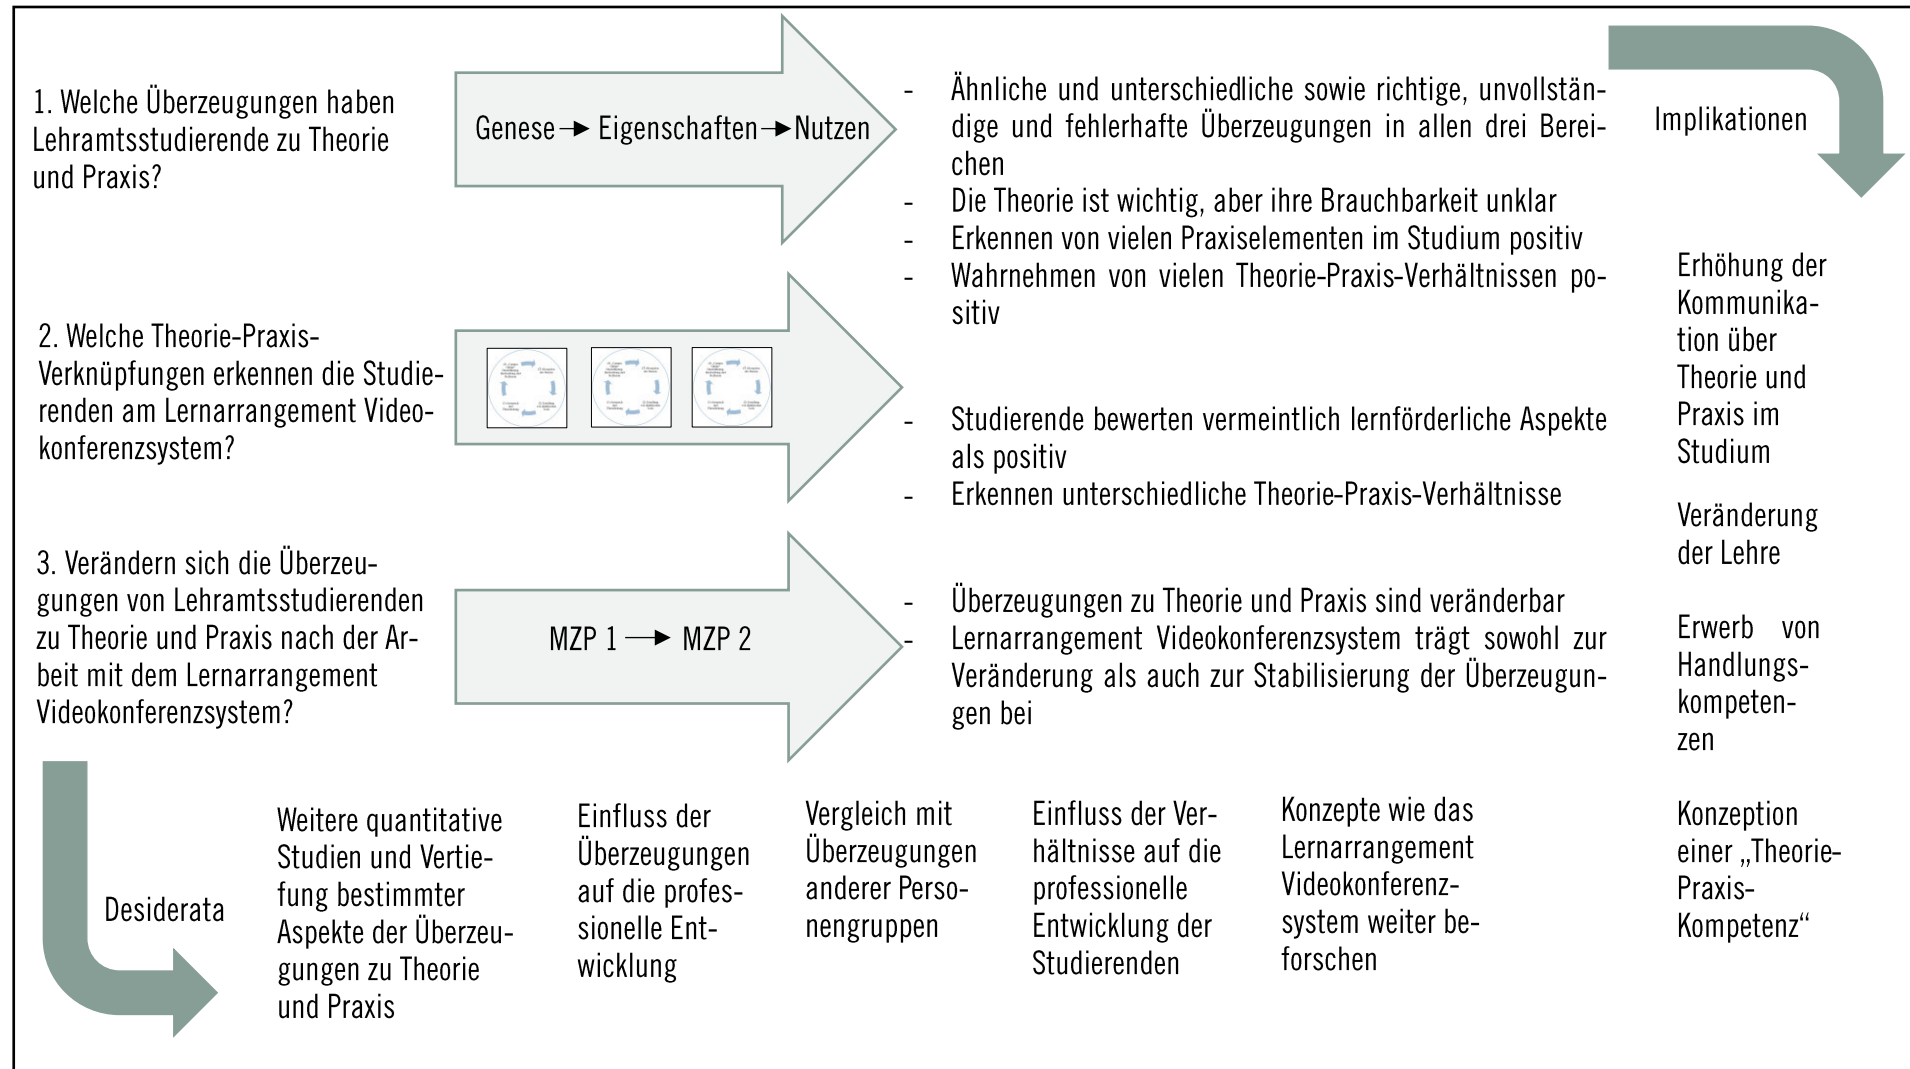 1. Welche Überzeugungen haben
Lehramtsstudierende zu Theorie
und Praxis?
Genese
Eigenschaften
Nutzen
- Ähnliche und unterschiedliche sowie richtige, unvollstän-
dige und fehlerhafte Überzeugungen in allen drei Berei-
chen
- Die Theorie ist wichtig, aber ihre Brauchbarkeit unklar
- Erkennen von vielen Praxiselementen im Studium positiv
- Wahrnehmen von vielen Theorie-Praxis-Verhältnissen po-
sitiv
2. Welche Theorie-Praxis-
Verknüpfungen erkennen die Studie-
renden am Lernarrangement Video-
konferenzsystem?
- Studierende bewerten vermeintlich lernförderliche Aspekte
als positiv
- Erkennen unterschiedliche Theorie-Praxis-Verhältnisse
3. Verändern sich die Überzeu-
gungen von Lehramtsstudierenden
zu Theorie und Praxis nach der Ar-
beit mit dem Lernarrangement
Videokonferenzsystem?
MZP 1
MZP 2
- Überzeugungen zu Theorie und Praxis sind veränderbar
- Lernarrangement Videokonferenzsystem trägt sowohl zur
Veränderung als auch zur Stabilisierung der Überzeugun-
gen bei
Implikationen
Erhöhung der
Kommunika-
tion über
Theorie und
Praxis im
Studium
Veränderung
der Lehre
Erwerb von
Handlungs-
kompeten-
zen
Konzeption
einer „Theorie-
Praxis-
Kompetenz“
Desiderata
Weitere quantitative
Studien und Vertie-
fung bestimmter
Aspekte der Überzeu-
gungen zu Theorie
und Praxis
Einfluss der
Überzeugungen
auf die profes-
sionelle Ent-
wicklung
Vergleich mit
Überzeugungen
anderer Perso-
nengruppen
Einfluss der Ver-
hältnisse auf die
professionelle
Entwicklung der
Studierenden
Konzepte wie das
Lernarrangement
Videokonferenz-
system weiter be-
forschen